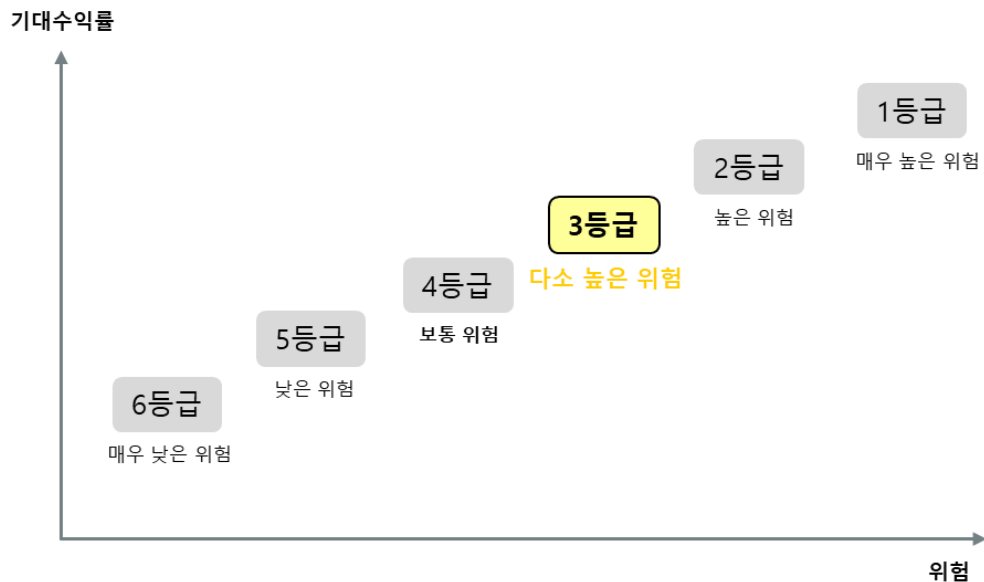 기대수익률
1등급
매우 높은 위험
2등급
높은 위험
3등급
다소 높은 위험
4등급
보통 위험
5등급
낮은 위험
6등급
매우 낮은 위험
위험